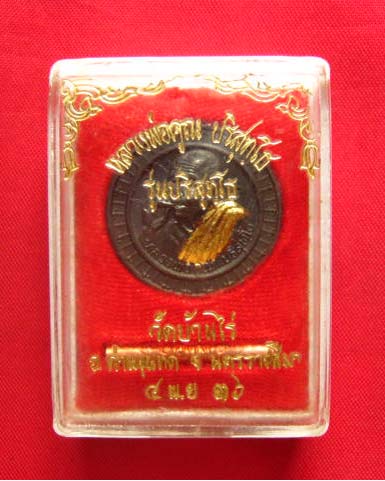 หลวงพ่อคูณ ปริสุทฺโธ
รุ่นปริสุทฺโธ
วัดบ้านไร่
อ.ด่านขุนทด จ.นครราชสีมา
๔ พ.ย ๓๖